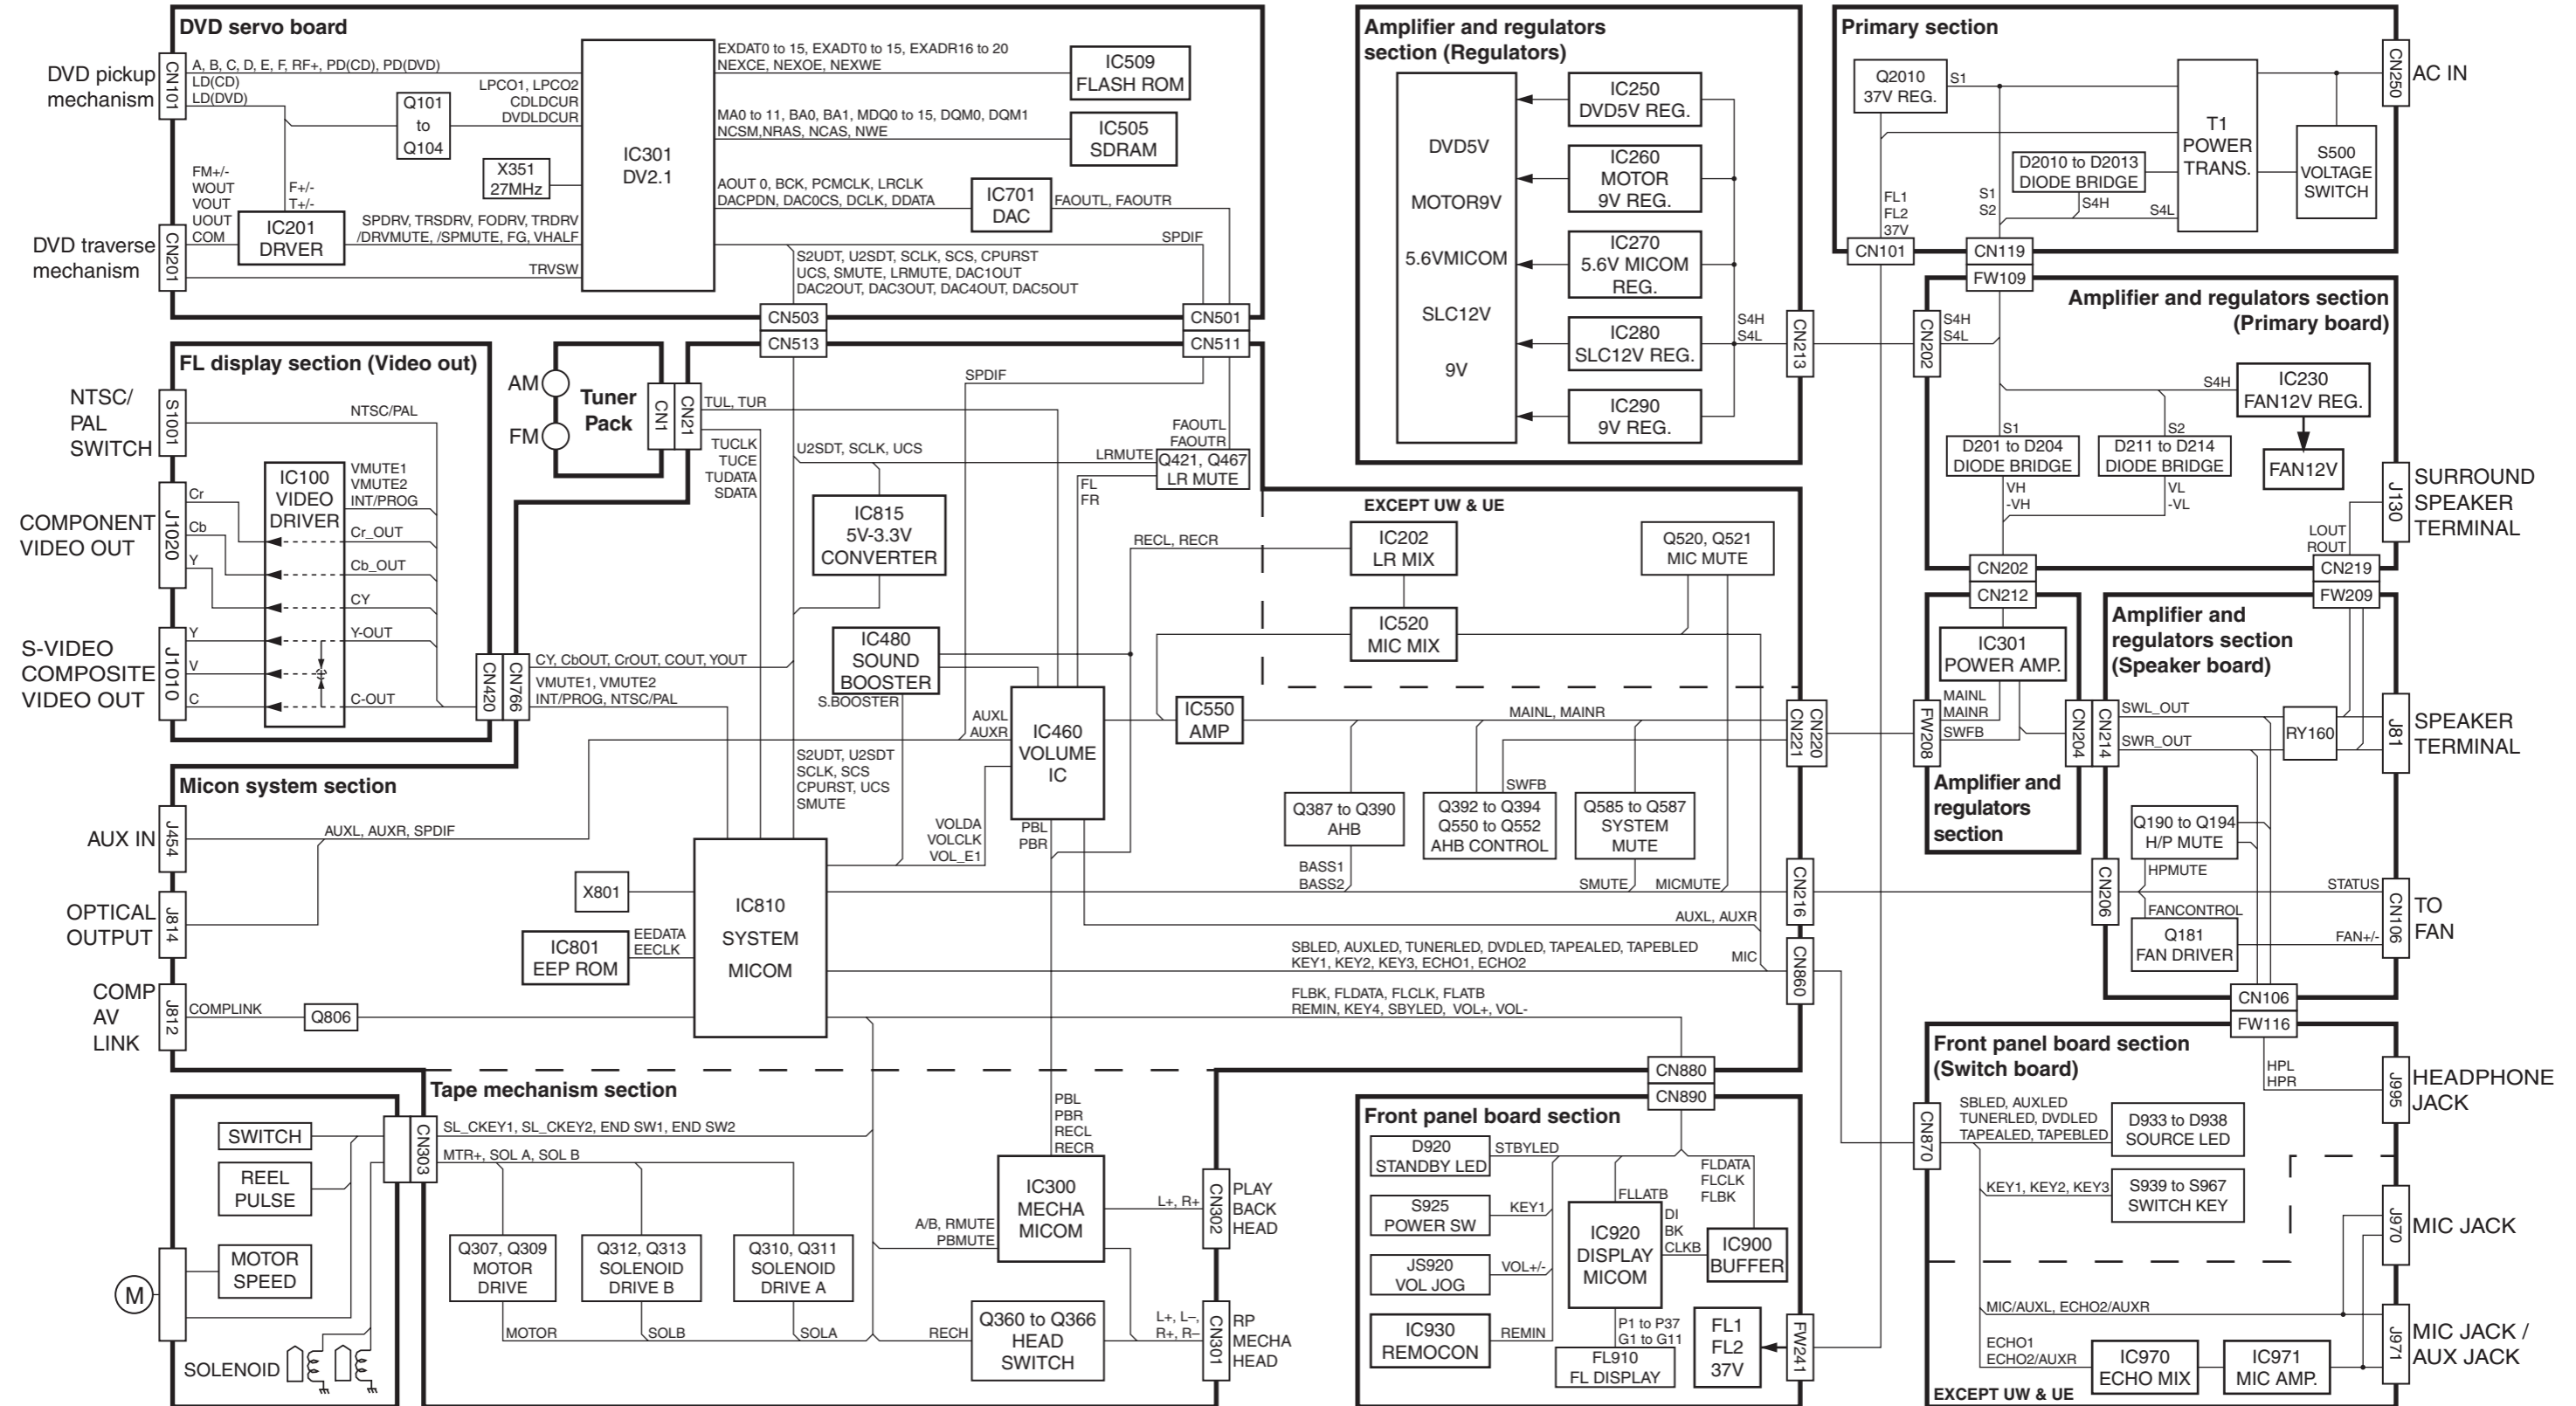 DVD servo board
DVD pickup
mechanism
CN101
A, B, C, D, E, F, RF+, PD(CD), PD(DVD)
LD(CD)
LD(DVD)
Q101
to
Q104
LPCO1, LPCO2
CDLDCUR
DVDLDCUR
X351
27MHz
IC301
DV2.1
FM+/-
WOUT
VOUT
UOUT
COM
F+/-
T+/-
IC201
DRVER
SPDRV, TRSDRV, FODRV, TRDRV
/DRVMUTE, /SPMUTE, FG, VHALF
DVD traverse
mechanism
CN201
TRVSW
EXDAT0 to 15, EXADT0 to 15, EXADR16 to 20
NEXCE, NEXOE, NEXWE
IC509
FLASH ROM
MA0 to 11, BA0, BA1, MDQ0 to 15, DQM0, DQM1
NCSM,NRAS, NCAS, NWE
IC505
SDRAM
AOUT 0, BCK, PCMCLK, LRCLK
DACPDN, DAC0CS, DCLK, DDATA
IC701
DAC
FAOUTL, FAOUTR
SPDIF
S2UDT, U2SDT, SCLK, SCS, CPURST
UCS, SMUTE, LRMUTE, DAC1OUT
DAC2OUT, DAC3OUT, DAC4OUT, DAC5OUT
CN503
CN501
CN513
CN511
Amplifier and regulators
section (Regulators)
DVD5V
MOTOR9V
5.6VMICOM
SLC12V
9V
IC250
DVD5V REG.
IC260
MOTOR
9V REG.
IC270
5.6V MICOM
REG.
IC280
SLC12V REG.
IC290
9V REG.
S4H
S4L
CN213
Primary section
Q2010
37V REG.
S1
T1
POWER
TRANS.
CN250
AC IN
S500
VOLTAGE
SWITCH
D2010 to D2013
DIODE BRIDGE
S4H
S4L
S1
S2
FL1
FL2
37V
CN101
CN119
FW109
Amplifier and regulators section
(Primary board)
CN202
S4H
S4L
S4H
IC230
FAN12V REG.
FAN12V
S1
D201 to D204
DIODE BRIDGE
S2
D211 to D214
DIODE BRIDGE
VH
-VH
VL
-VL
J130
SURROUND
SPEAKER
TERMINAL
LOUT
ROUT
CN202
CN219
CN212
FW209
FL display section (Video out)
NTSC/
PAL
SWITCH
S1001
NTSC/PAL
IC100
VIDEO
DRIVER
VMUTE1
VMUTE2
INT/PROG
COMPONENT
VIDEO OUT
J1020
Cr
Cb
Y
Cr_OUT
Cb_OUT
CY
S-VIDEO
COMPOSITE
VIDEO OUT
J1010
Y
V
C
Y-OUT
C-OUT
CN420
CN766
CY, CbOUT, CrOUT, COUT, YOUT
VMUTE1, VMUTE2
INT/PROG, NTSC/PAL
AM
FM
Tuner
Pack
CN1
CN21
TUL, TUR
TUCLK
TUCE
TUDATA
SDATA
SPDIF
U2SDT, SCLK, UCS
LRMUTE
FAOUTL
FAOUTR
Q421, Q467
LR MUTE
FL
FR
IC815
5V-3.3V
CONVERTER
IC480
SOUND
BOOSTER
S.BOOSTER
AUXL
AUXR
IC460
VOLUME
IC
S2UDT, U2SDT
SCLK, SCS
CPURST, UCS
SMUTE
VOLDA
VOLCLK
VOL_E1
PBL
PBR
EXCEPT UW & UE
RECL, RECR
IC202
LR MIX
IC520
MIC MIX
Q520, Q521
MIC MUTE
IC550
AMP
MAINL, MAINR
CN221
CN220
Q387 to Q390
AHB
SWFB
Q392 to Q394
Q550 to Q552
AHB CONTROL
Q585 to Q587
SYSTEM
MUTE
BASS1
BASS2
SMUTE
MICMUTE
CN216
AUXL, AUXR
SBLED, AUXLED, TUNERLED, DVDLED, TAPEALED, TAPEBLED
KEY1, KEY2, KEY3, ECHO1, ECHO2
MIC
CN860
FLBK, FLDATA, FLCLK, FLATB
REMIN, KEY4, SBYLED, VOL+, VOL-
Micon system section
AUX IN
J454
AUXL, AUXR, SPDIF
OPTICAL
OUTPUT
J814
X801
IC801
EEP ROM
EEDATA
EECLK
IC810
SYSTEM
MICOM
COMP
AV
LINK
J812
COMPLINK
Q806
IC301
POWER AMP.
FW208
MAINL
MAINR
SWFB
CN204
CN214
Amplifier and
regulators
section
Amplifier and
regulators section
(Speaker board)
SWL_OUT
SWR_OUT
RY160
J81
SPEAKER
TERMINAL
Q190 to Q194
H/P MUTE
HPMUTE
CN206
STATUS
FANCONTROL
Q181
FAN DRIVER
FAN+/-
CN106
TO
FAN
CN106
FW116
Tape mechanism section
SWITCH
REEL
PULSE
MOTOR
SPEED
M
SOLENOID
CN303
SL_CKEY1, SL_CKEY2, END SW1, END SW2
MTR+, SOL A, SOL B
Q307, Q309
MOTOR
DRIVE
Q312, Q313
SOLENOID
DRIVE B
Q310, Q311
SOLENOID
DRIVE A
MOTOR
SOLB
SOLA
PBL
PBR
RECL
RECR
IC300
MECHA
MICOM
A/B, RMUTE
PBMUTE
L+, R+
CN302
PLAY
BACK
HEAD
RECH
Q360 to Q366
HEAD
SWITCH
L+, L–,
R+, R–
CN301
RP
MECHA
HEAD
CN880
CN890
Front panel board section
D920
STANDBY LED
STBYLED
S925
POWER SW
KEY1
JS920
VOL JOG
VOL+/-
IC930
REMOCON
REMIN
FLLATB
IC920
DISPLAY
MICOM
DI
BK
CLKB
FLDATA
FLCLK
FLBK
IC900
BUFFER
P1 to P37
G1 to G11
FL910
FL DISPLAY
FL1
FL2
37V
FW241
Front panel board section
(Switch board)
HPL
HPR
J995
HEADPHONE
JACK
CN870
SBLED, AUXLED
TUNERLED, DVDLED
TAPEALED, TAPEBLED
D933 to D938
SOURCE LED
KEY1, KEY2, KEY3
S939 to S967
SWITCH KEY
J970
MIC JACK
MIC/AUXL, ECHO2/AUXR
ECHO1
ECHO2/AUXR
IC970
ECHO MIX
IC971
MIC AMP.
J971
MIC JACK /
AUX JACK
EXCEPT UW & UE